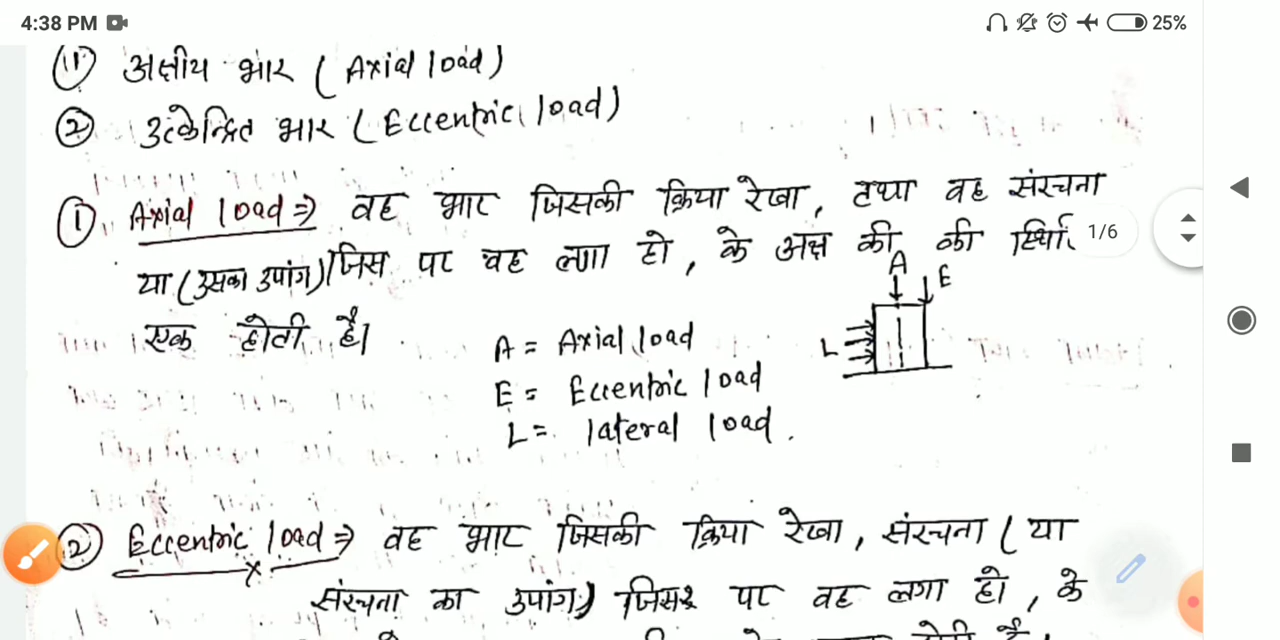 4:38 PM 25%
(1) अक्षीय भार ( Axial load)
(2) उत्केन्द्रित भार ( Eccentric load)
(1) Axial load ⇒ वह भार जिसकी क्रिया रेखा, तथा वह संरचना
या (उसका उपांग) जिस पर वह लगा हो, के अक्ष की की
1/6
एक होती है।
A
E
L
A = Axial load
E = Eccentric load
L = lateral load.
(2) Eccentric load ⇒ वह भार जिसकी क्रिया रेखा, संरचना ( या
संरचना का उपांग) जिस पर वह लगा हो, के